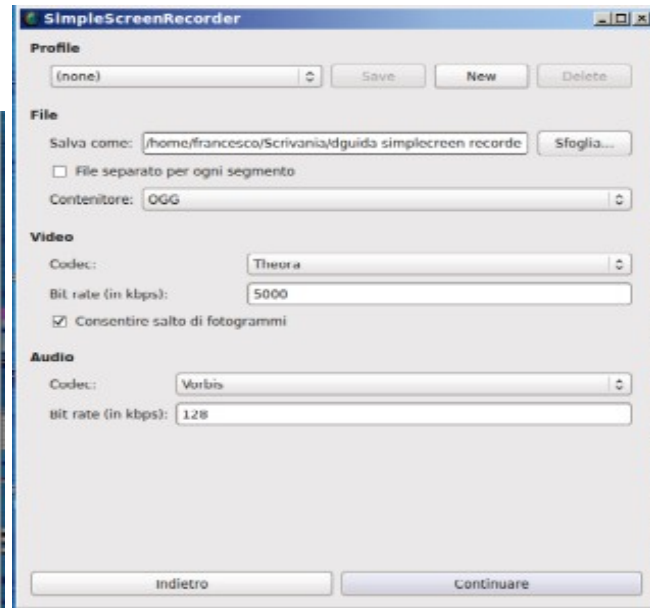 SimpleScreenRecorder
Profile
(none) Save New Delete
File
Salva come: /home/francesco/Scrivania/dguida simplecreen recorde Sfoglia...
File separato per ogni segmento
Contenitore: OGG
Video
Codec: Theora
Bit rate (in kbps): 5000
Consentire salto di fotogrammi
Audio
Codec: Vorbis
Bit rate (in kbps): 128
Indietro Continuare